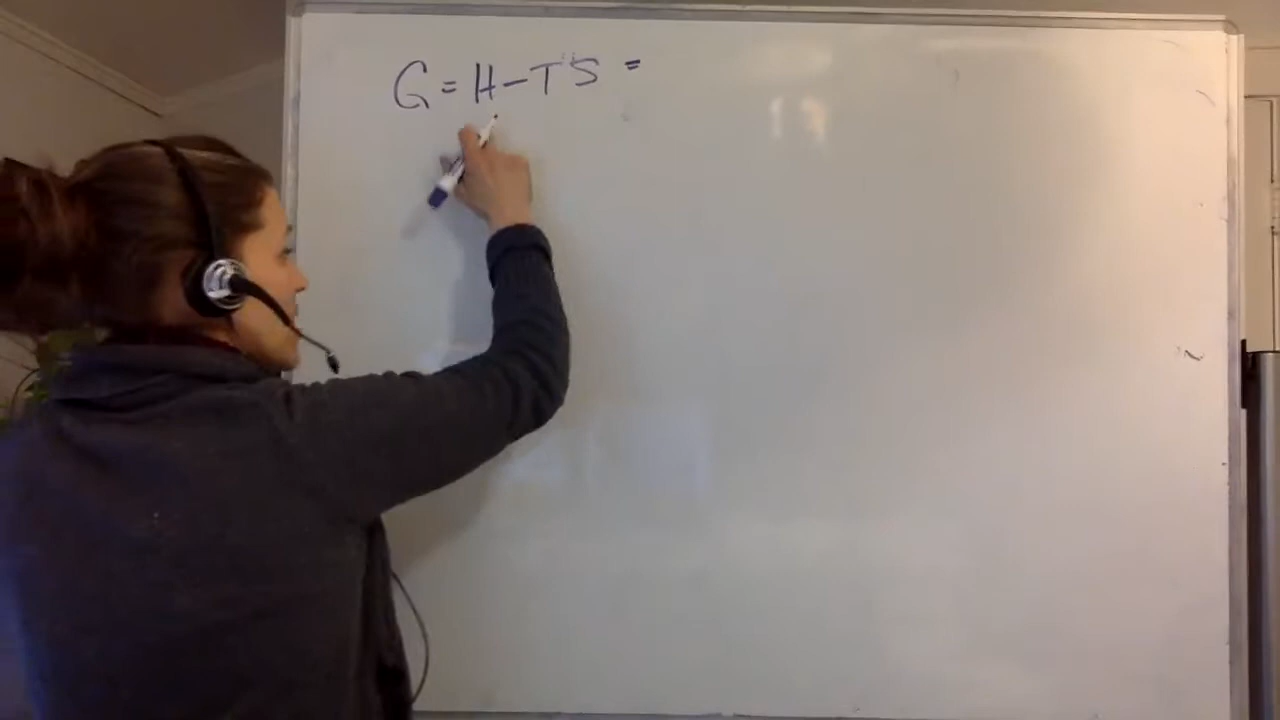 G = H - TS =